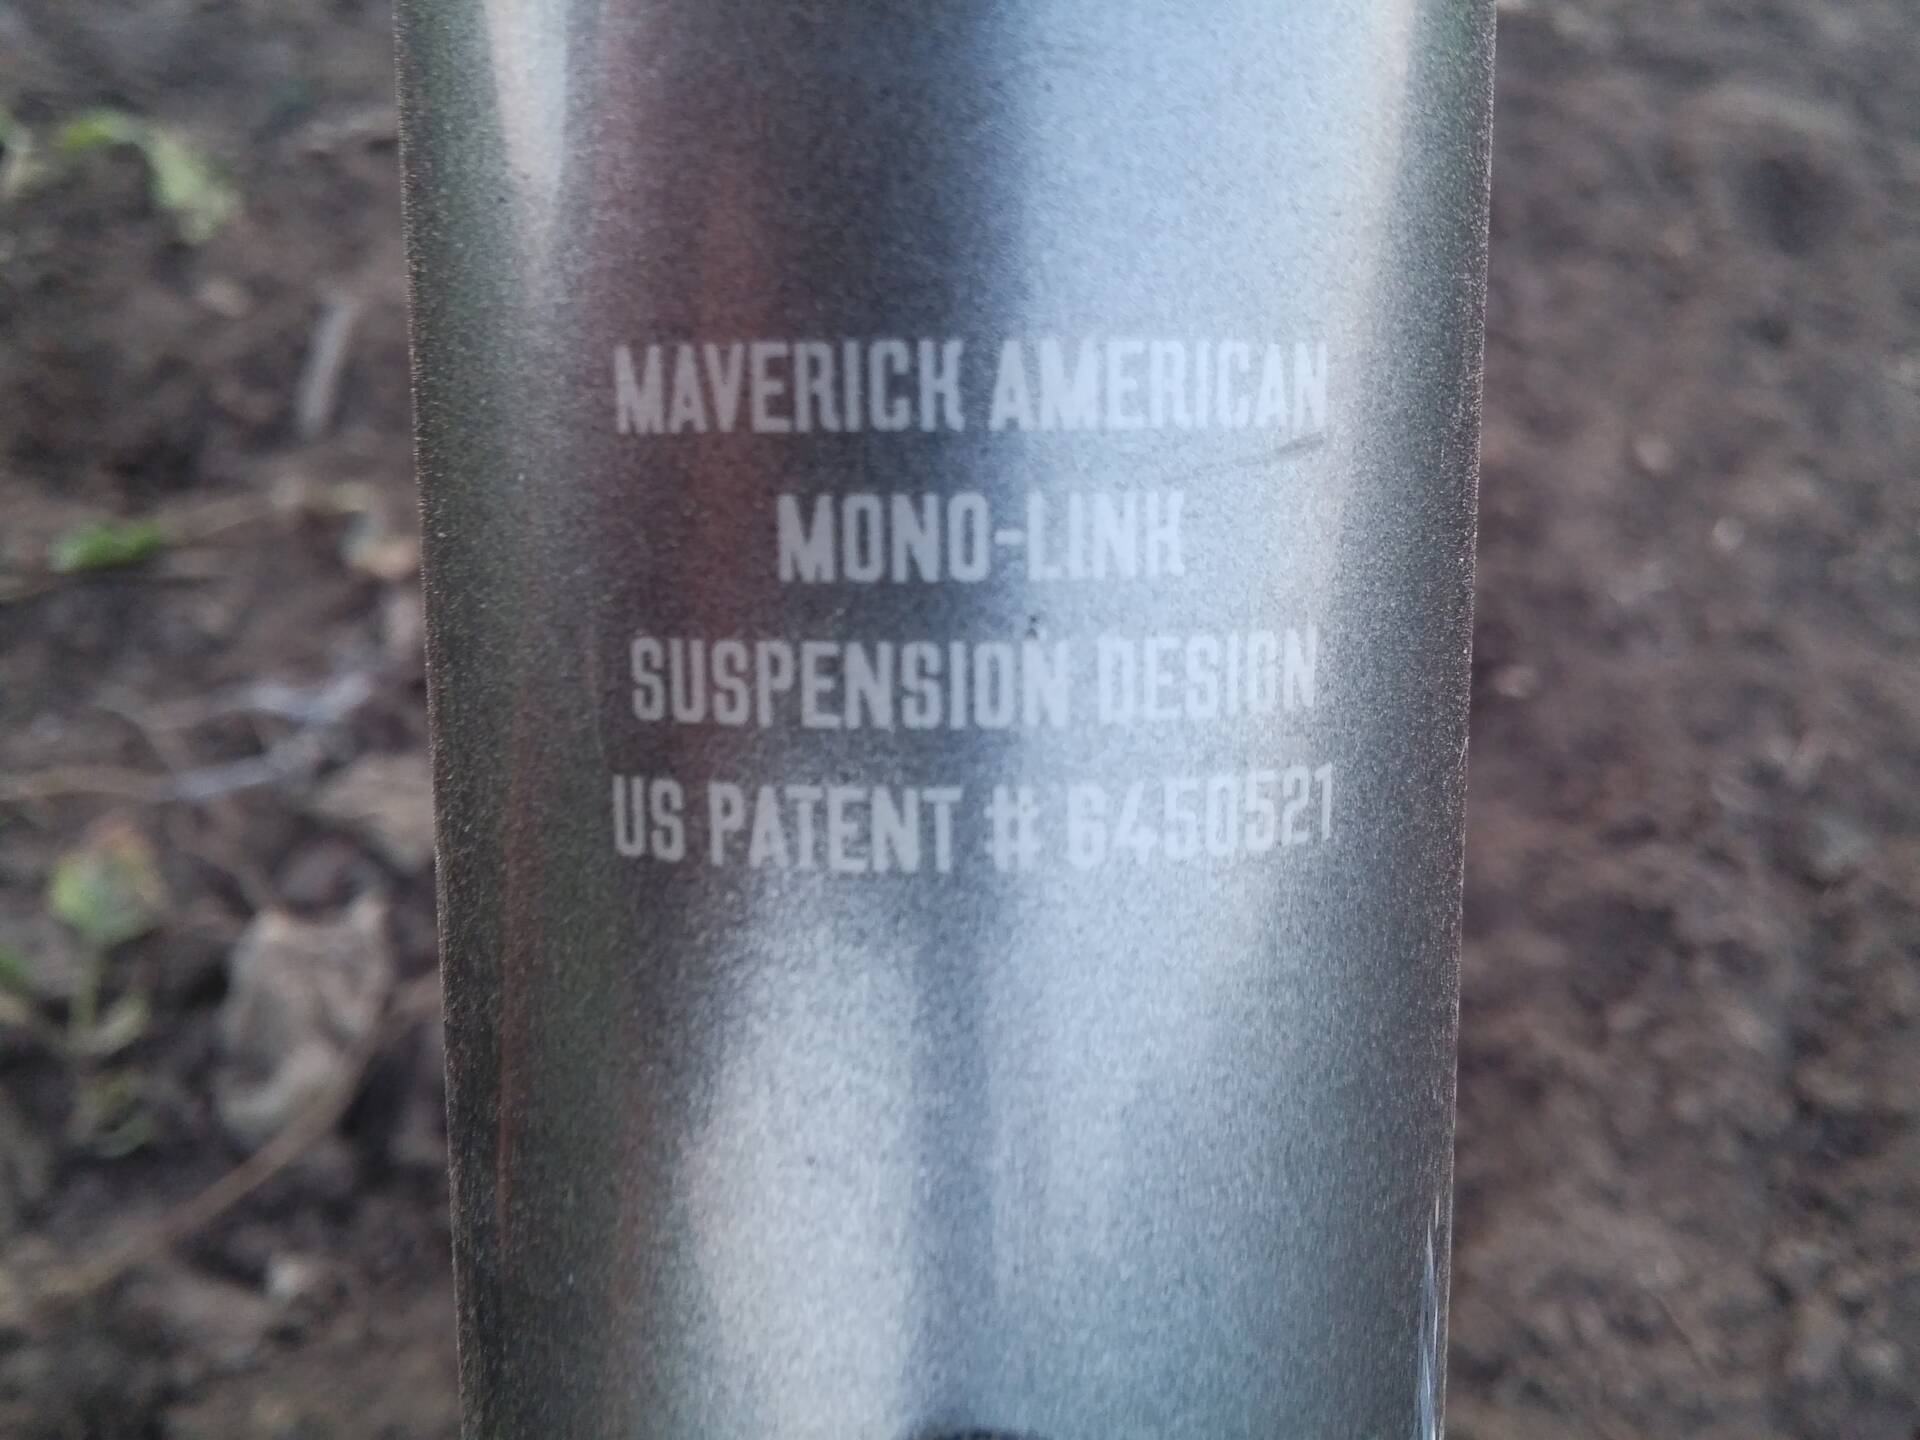 MAVERICK AMERICAN
MONO-LINK
SUSPENSION DESIGN
US PATENT # 6450521